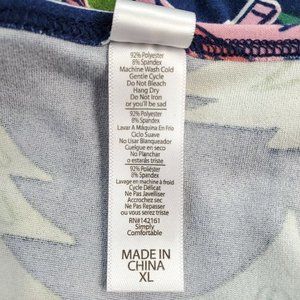 92% Polyester
8% Spandex
Machine Wash Cold
Gentle Cycle
Do Not Bleach
Hang Dry
Do Not Iron
or you'll be sad
92% Polyester
8% Spandex
Lavar A Máquina En Frio
Ciclo Suave
No Usar Blanqueador
Cuelgue en seco
No Planchar
o estarás triste
92% Poliéster
8% Spandex
Lavage en machine à froid
Cycle Délicat
Ne Pas Javelliser
Accrochez sec
Ne Pas Repasser
ou vous serez triste
RN#142161
Simply
Comfortable
MADE IN
CHINA
XL